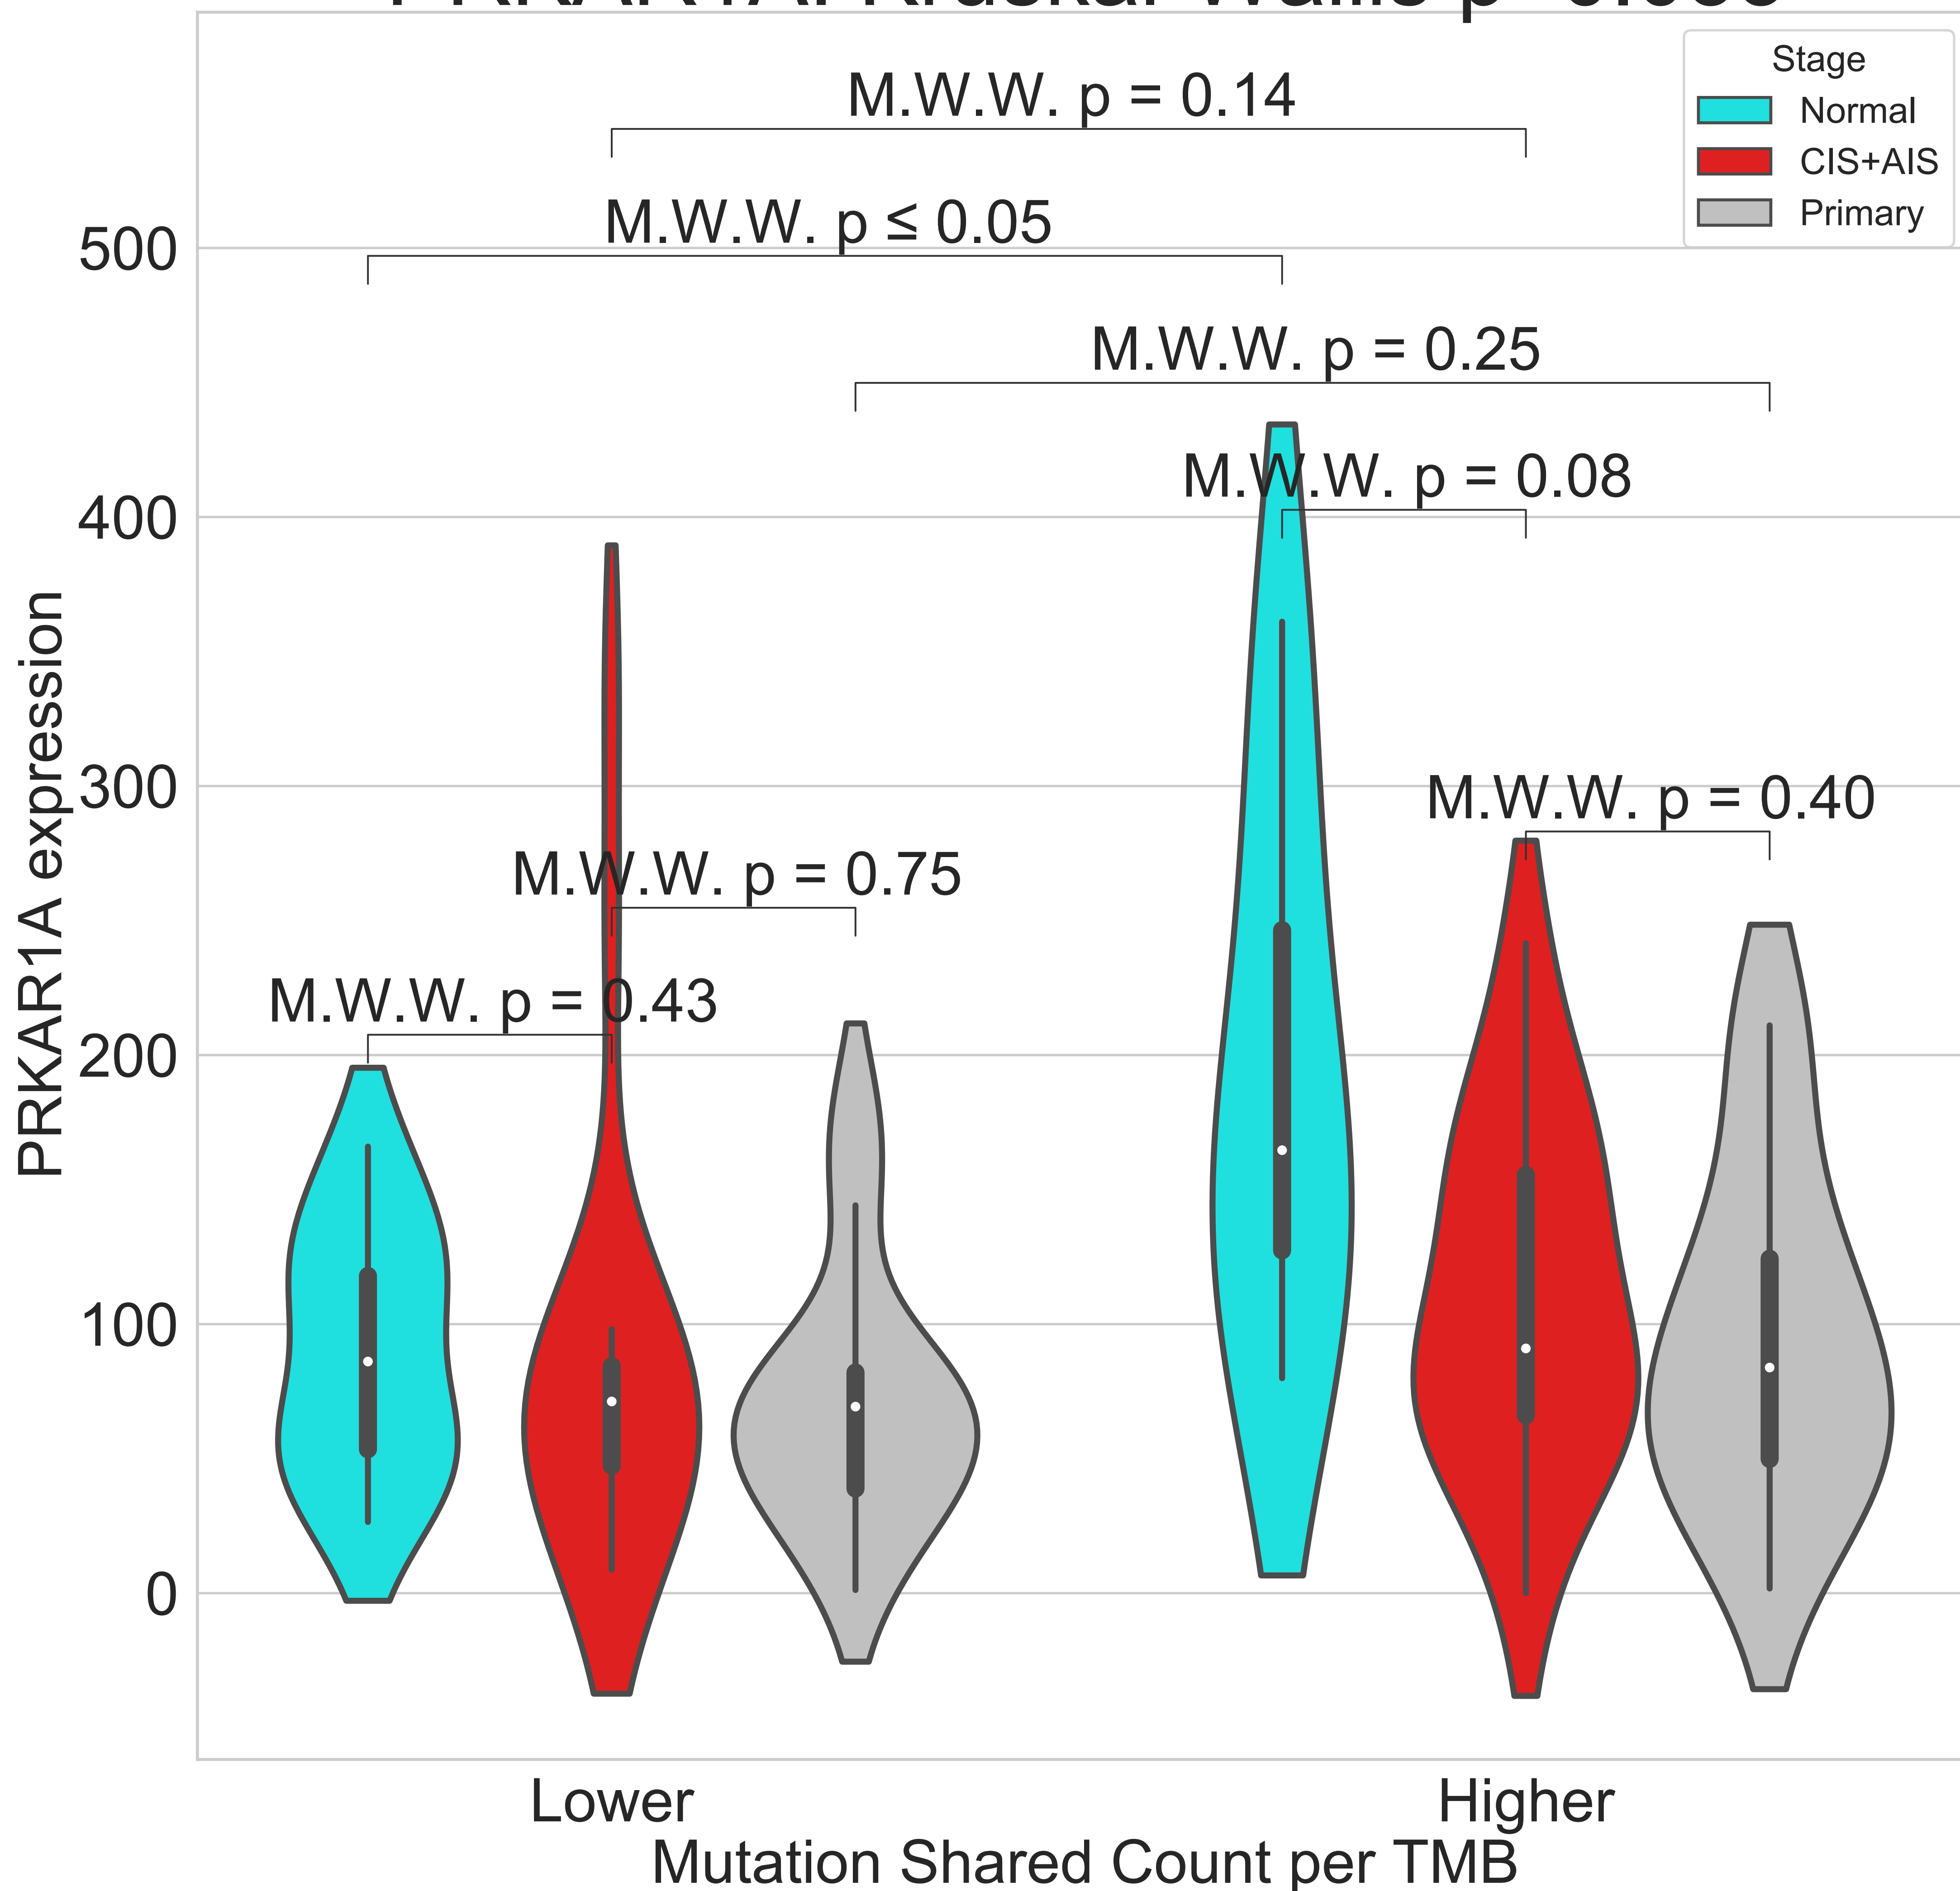 M.W.W. p = 0.14
M.W.W. p ≤ 0.05
M.W.W. p = 0.25
M.W.W. p = 0.08
M.W.W. p = 0.40
M.W.W. p = 0.75
M.W.W. p = 0.43
Stage
Normal
CIS+AIS
Primary
PRKAR1A expression
500
400
300
200
100
0
Lower
Higher
Mutation Shared Count per TMB